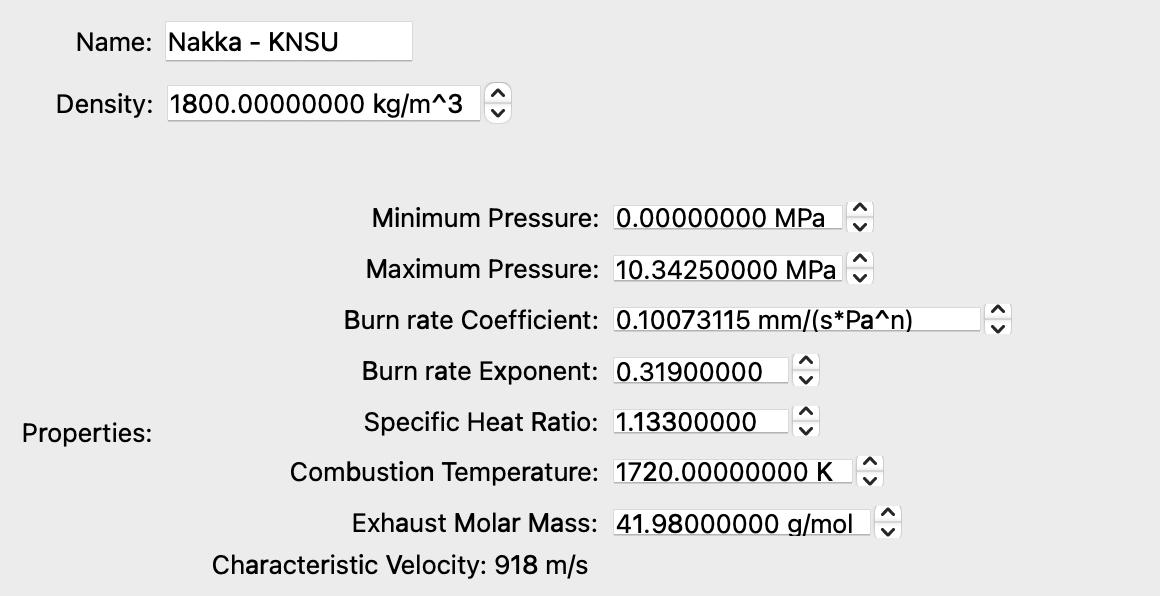 Name: Nakka - KNSU
Density: 1800.00000000 kg/m^3
Minimum Pressure: 0.00000000 MPa
Maximum Pressure: 10.34250000 MPa
Burn rate Coefficient: 0.10073115 mm/(s*Pa^n)
Burn rate Exponent: 0.31900000
Specific Heat Ratio: 1.13300000
Properties:
Combustion Temperature: 1720.00000000 K
Exhaust Molar Mass: 41.98000000 g/mol
Characteristic Velocity: 918 m/s